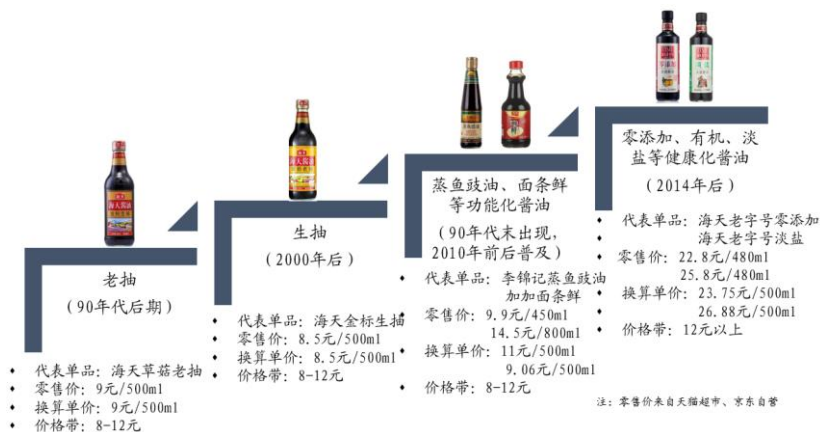 老抽
(90年代后期)
◆ 代表单品：海天草菇老抽
◆ 零售价：9元/500ml
◆ 换算单价：9元/500ml
◆ 价格带：8-12元
生抽
(2000年后)
◆ 代表单品：海天金标生抽
◆ 零售价：8.5元/500ml
◆ 换算单价：8.5元/500ml
◆ 价格带：8-12元
蒸鱼豉油、面条鲜
等功能化酱油
(90年代末出现，
2010年前后普及)
◆ 代表单品：李锦记蒸鱼豉油
加加面条鲜
◆ 零售价：9.9元/450ml
14.5元/800ml
◆ 换算单价：11元/500ml
9.06元/500ml
◆ 价格带：8-12元
零添加、有机、淡
盐等健康化酱油
(2014年后)
◆ 代表单品：海天老字号零添加
海天老字号淡盐
◆ 零售价：22.8元/480ml
25.8元/480ml
◆ 换算单价：23.75元/500ml
26.88元/500ml
◆ 价格带：12元以上
注：零售价来自天猫超市、京东自营
海天酱油
海天酱油